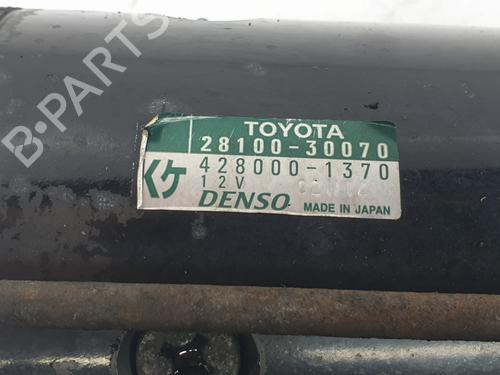 B-PARTS
TOYOTA
28100-30070
428000-1370
12V
DENSO MADE IN JAPAN